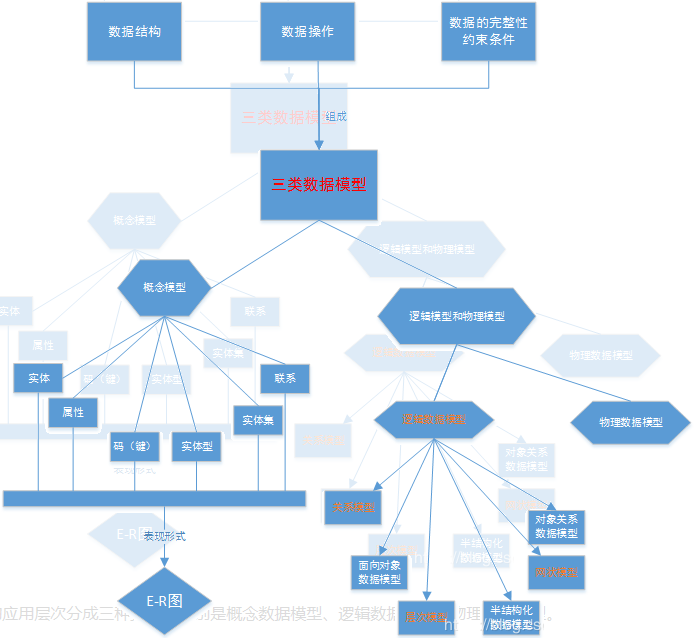 数据结构
数据操作
数据的完整性
约束条件
组成
三类数据模型
概念模型
逻辑模型和物理模型
实体
属性
码（键）
实体型
实体集
联系
逻辑数据模型
物理数据模型
关系模型
面向对象
数据模型
层次模型
半结构化
数据模型
网状模型
对象关系
数据模型
表现形式
E-R图
三类数据模
概念模型
逻辑模型和物理模型
实体
属性
码（键）
实体型
实体集
联系
物理数据模型
对象关系
数据模型
半结构化
E-R图
表现形式
应用层次分成三种
是概念数据模型、逻辑数据
物理